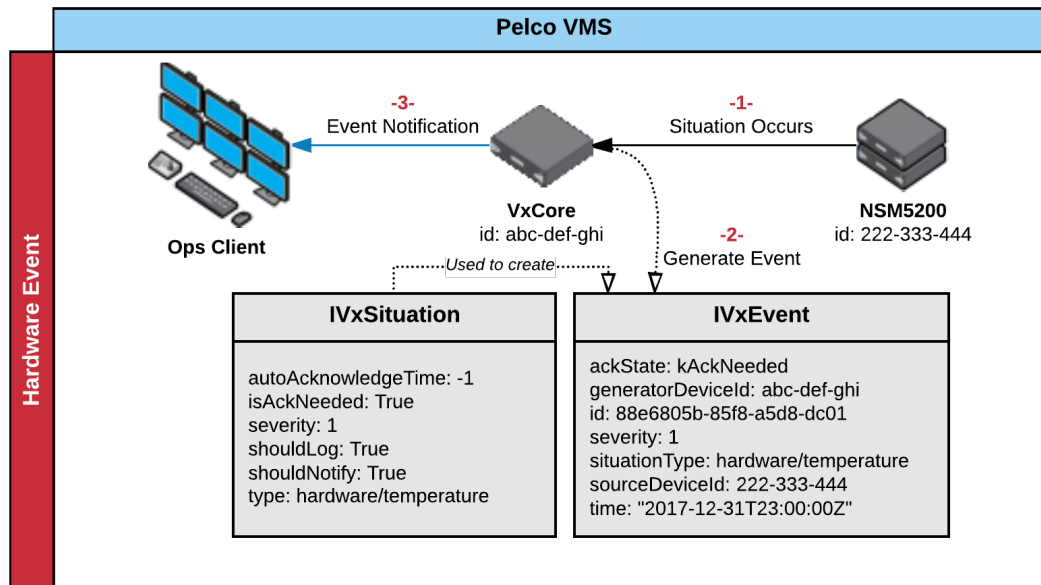 Pelco VMS
Hardware Event
-3-
Event Notification
-1-
Situation Occurs
Ops Client
VxCore
id: abc-def-ghi
NSM5200
id: 222-333-444
-2-
Generate Event
Used to create
IVxSituation
autoAcknowledgeTime: -1
isAckNeeded: True
severity: 1
shouldLog: True
shouldNotify: True
type: hardware/temperature
IVxEvent
ackState: kAckNeeded
generatorDeviceId: abc-def-ghi
id: 88e6805b-85f8-a5d8-dc01
severity: 1
situationType: hardware/temperature
sourceDeviceId: 222-333-444
time: "2017-12-31T23:00:00Z"